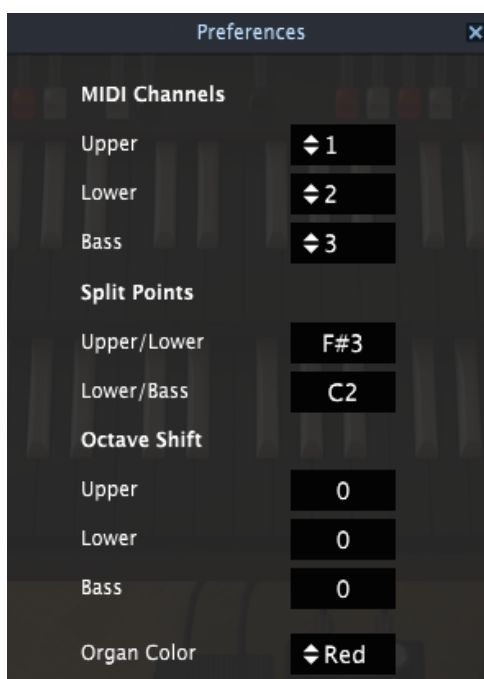 Preferences
MIDI Channels
Upper 1
Lower 2
Bass 3
Split Points
Upper/Lower F#3
Lower/Bass C2
Octave Shift
Upper 0
Lower 0
Bass 0
Organ Color Red